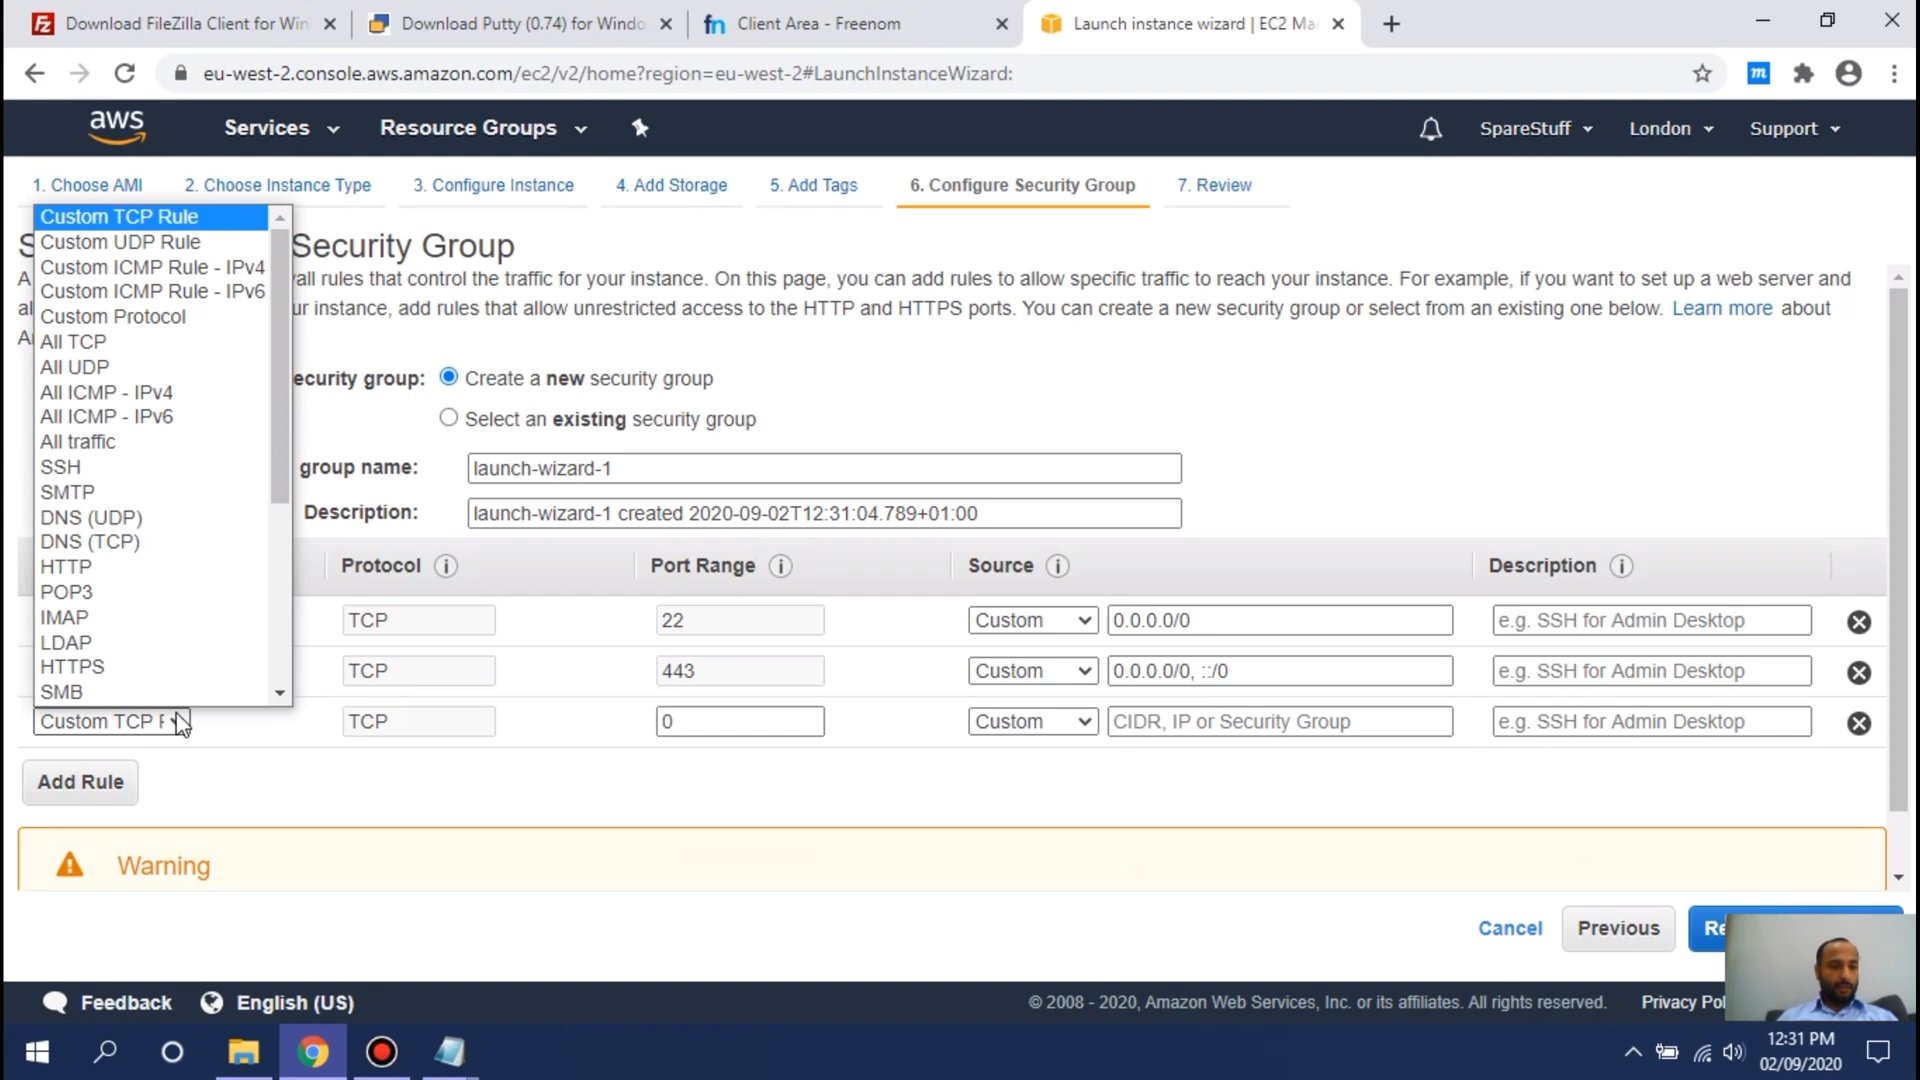 Download FileZilla Client for Win
Download Putty (0.74) for Windo
Client Area - Freenom
Launch instance wizard | EC2 Ma
eu-west-2.console.aws.amazon.com/ec2/v2/home?region=eu-west-2#LaunchInstanceWizard:
aws
Services
Resource Groups
SpareStuff
London
Support
1. Choose AMI
2. Choose Instance Type
3. Configure Instance
4. Add Storage
5. Add Tags
6. Configure Security Group
7. Review
Custom TCP Rule
Custom UDP Rule
Custom ICMP Rule - IPv4
Custom ICMP Rule - IPv6
Custom Protocol
All TCP
All UDP
All ICMP - IPv4
All ICMP - IPv6
All traffic
SSH
SMTP
DNS (UDP)
DNS (TCP)
HTTP
POP3
IMAP
LDAP
HTTPS
SMB
Security Group
all rules that control the traffic for your instance. On this page, you can add rules to allow specific traffic to reach your instance. For example, if you want to set up a web server and
ur instance, add rules that allow unrestricted access to the HTTP and HTTPS ports. You can create a new security group or select from an existing one below. Learn more about
ecurity group:
Create a new security group
Select an existing security group
group name:
launch-wizard-1
Description:
launch-wizard-1 created 2020-09-02T12:31:04.789+01:00
Protocol
Port Range
Source
Description
TCP
22
Custom
0.0.0.0/0
e.g. SSH for Admin Desktop
TCP
443
Custom
0.0.0.0/0, ::/0
e.g. SSH for Admin Desktop
Custom TCP
TCP
0
Custom
CIDR, IP or Security Group
e.g. SSH for Admin Desktop
Add Rule
Warning
Cancel
Previous
Re
Feedback
English (US)
© 2008 - 2020, Amazon Web Services, Inc. or its affiliates. All rights reserved.
Privacy Pol
12:31 PM
02/09/2020